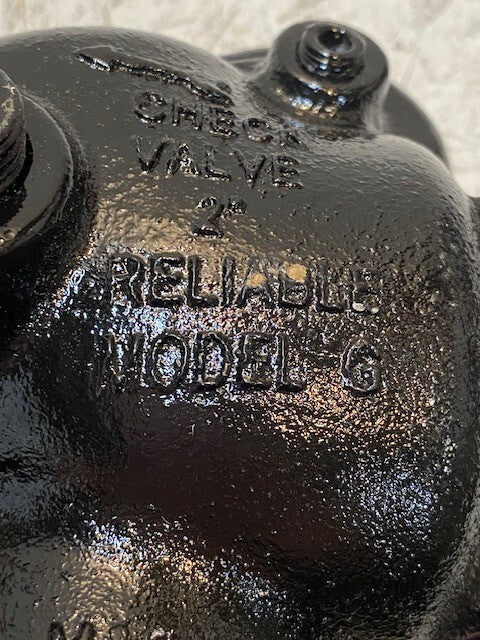 CHECK
VALVE
2"
RELIABLE
MODEL G